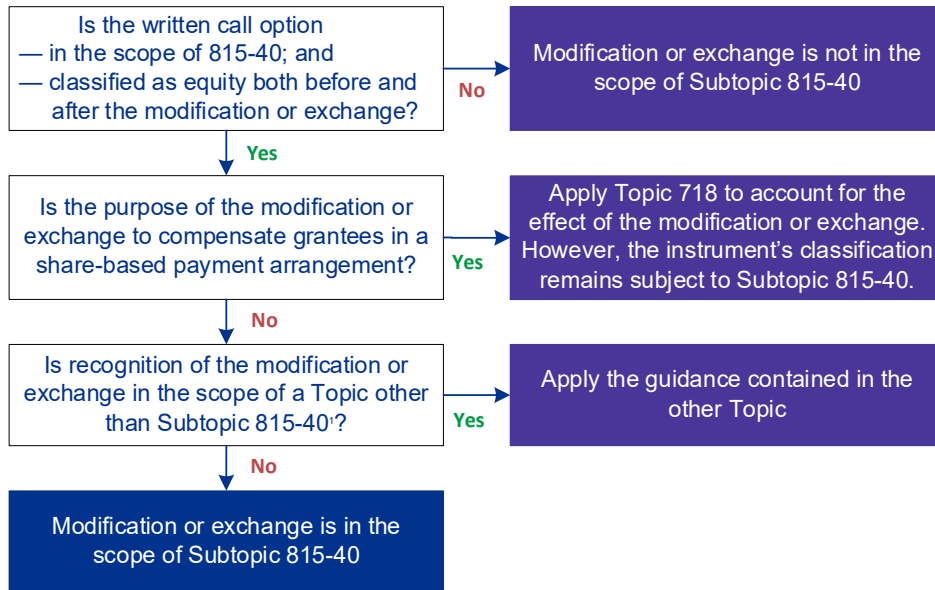 Is the written call option
— in the scope of 815-40; and
— classified as equity both before and
after the modification or exchange?
No
Modification or exchange is not in the
scope of Subtopic 815-40
Yes
Is the purpose of the modification or
exchange to compensate grantees in a
share-based payment arrangement?
Yes
Apply Topic 718 to account for the
effect of the modification or exchange.
However, the instrument’s classification
remains subject to Subtopic 815-40.
No
Is recognition of the modification or
exchange in the scope of a Topic other
than Subtopic 815-40¹?
Yes
Apply the guidance contained in the
other Topic
No
Modification or exchange is in the
scope of Subtopic 815-40